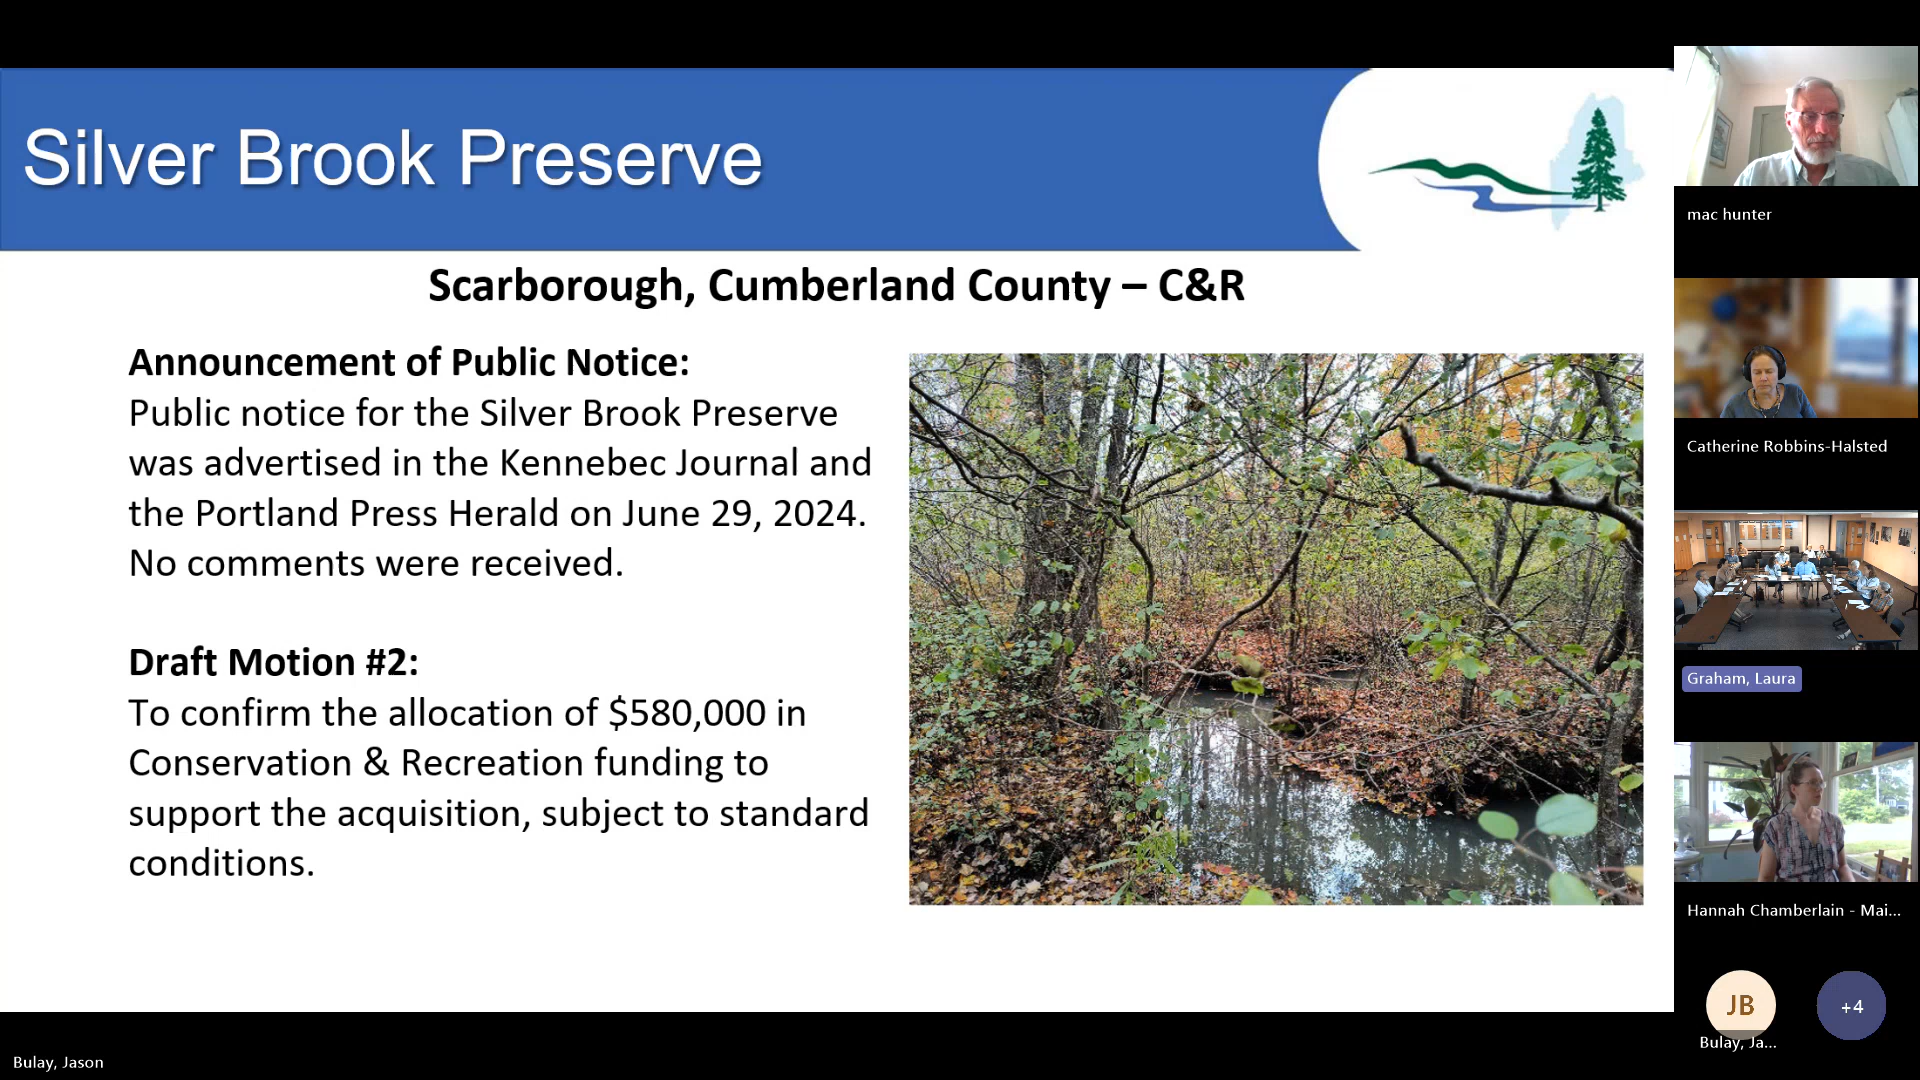 Silver Brook Preserve
Scarborough, Cumberland County – C&R
Announcement of Public Notice:
Public notice for the Silver Brook Preserve
was advertised in the Kennebec Journal and
the Portland Press Herald on June 29, 2024.
No comments were received.
Draft Motion #2:
To confirm the allocation of $580,000 in
Conservation & Recreation funding to
support the acquisition, subject to standard
conditions.
mac hunter
Catherine Robbins-Halsted
Graham, Laura
Hannah Chamberlain - Mai...
JB
+4
Bulay, Ja...
Bulay, Jason